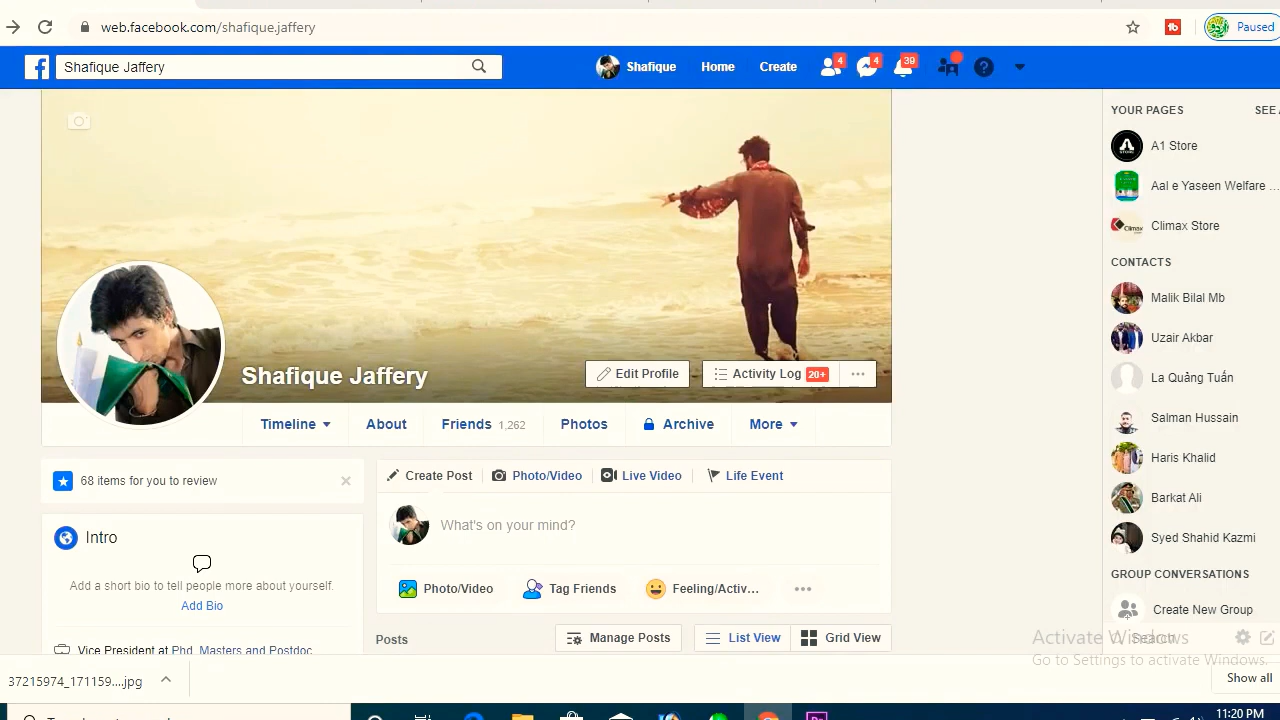 web.facebook.com/shafique.jaffery
Paused
Shafique Jaffery
Shafique
Home
Create
4
4
39
YOUR PAGES
SEE A
A1 Store
Aal e Yaseen Welfare ...
Climax Store
CONTACTS
Malik Bilal Mb
Uzair Akbar
La Quảng Tuấn
Salman Hussain
Haris Khalid
Barkat Ali
Syed Shahid Kazmi
GROUP CONVERSATIONS
Create New Group
Search
Shafique Jaffery
Edit Profile
Activity Log 20+
Timeline
About
Friends 1,262
Photos
Archive
More
68 items for you to review
Intro
Add a short bio to tell people more about yourself.
Add Bio
Vice President at Phd, Masters and Postdoc
Create Post
Photo/Video
Live Video
Life Event
What's on your mind?
Photo/Video
Tag Friends
Feeling/Activ...
Posts
Manage Posts
List View
Grid View
Activate Windows
Go to Settings to activate Windows.
37215974_171159....jpg
Show all
11:20 PM